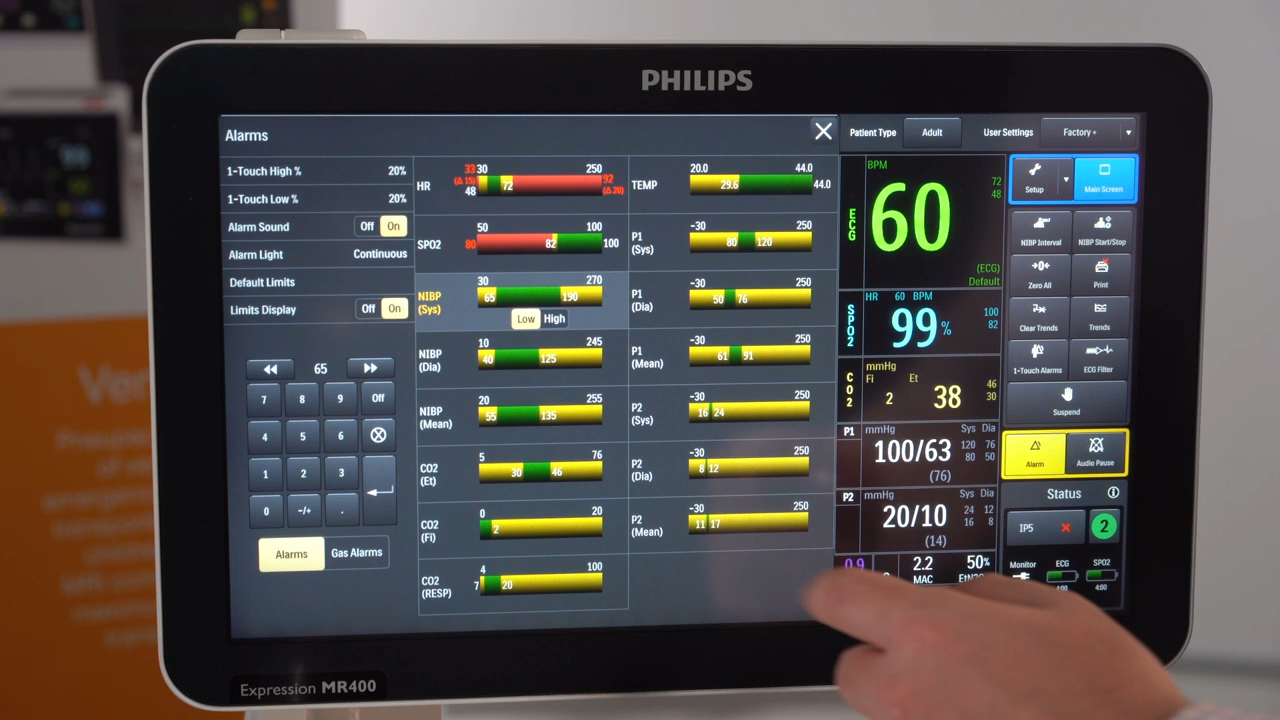 PHILIPS
Alarms
Patient Type
Adult
User Settings
Factory +
1-Touch High %
20%
1-Touch Low %
20%
Alarm Sound
Off
On
Alarm Light
Continuous
Default Limits
Limits Display
Off
On
65
7
8
9
Off
4
5
6
1
2
3
0
-/+
.
Alarms
Gas Alarms
HR
33
(Δ 15)
48
30
250
72
92
(Δ 20)
SPO2
80
50
100
82
100
NIBP
(Sys)
30
270
65
190
Low
High
NIBP
(Dia)
10
245
40
125
NIBP
(Mean)
20
255
55
135
CO2
(Et)
5
76
30
46
CO2
(Fi)
0
20
2
CO2
(RESP)
4
100
7
20
TEMP
20.0
44.0
29.6
44.0
P1
(Sys)
-30
250
80
120
P1
(Dia)
-30
250
50
76
P1
(Mean)
-30
250
61
91
P2
(Sys)
-30
250
16
24
P2
(Dia)
-30
250
8
12
P2
(Mean)
-30
250
11
17
ECG
BPM
60
72
48
(ECG)
Default
SPO2
HR 60 BPM
99%
100
82
CO2
mmHg
Fi
Et
2
38
46
30
P1
mmHg
Sys Dia
100/63
120 76
80 50
(76)
P2
mmHg
Sys Dia
20/10
24 12
16 8
(14)
0.9
2.2
MAC
50%
Setup
Main Screen
NIBP Interval
NIBP Start/Stop
Zero All
Print
Clear Trends
Trends
1-Touch Alarms
ECG Filter
Suspend
Alarm
Audio Pause
Status
IP5
2
Monitor
ECG
SPO2
4:00
4:00
Expression MR400